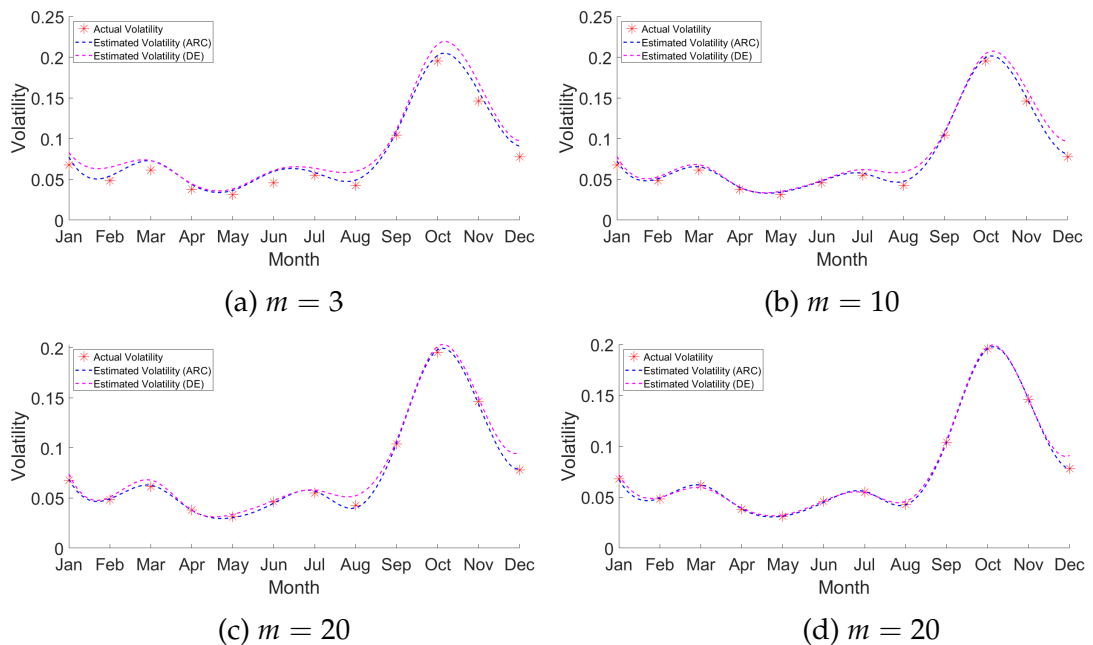 0.25
0.2
0.15
0.1
0.05
0
Volatility
Actual Volatility
Estimated Volatility (ARC)
Estimated Volatility (DE)
Jan Feb Mar Apr May Jun Jul Aug Sep Oct Nov Dec
Month
(a) m = 3
0.25
0.2
0.15
0.1
0.05
0
Volatility
Actual Volatility
Estimated Volatility (ARC)
Estimated Volatility (DE)
Jan Feb Mar Apr May Jun Jul Aug Sep Oct Nov Dec
Month
(b) m = 10
0.2
0.15
0.1
0.05
0
Volatility
Actual Volatility
Estimated Volatility (ARC)
Estimated Volatility (DE)
Jan Feb Mar Apr May Jun Jul Aug Sep Oct Nov Dec
Month
(c) m = 20
0.2
0.15
0.1
0.05
0
Volatility
Actual Volatility
Estimated Volatility (ARC)
Estimated Volatility (DE)
Jan Feb Mar Apr May Jun Jul Aug Sep Oct Nov Dec
Month
(d) m = 20